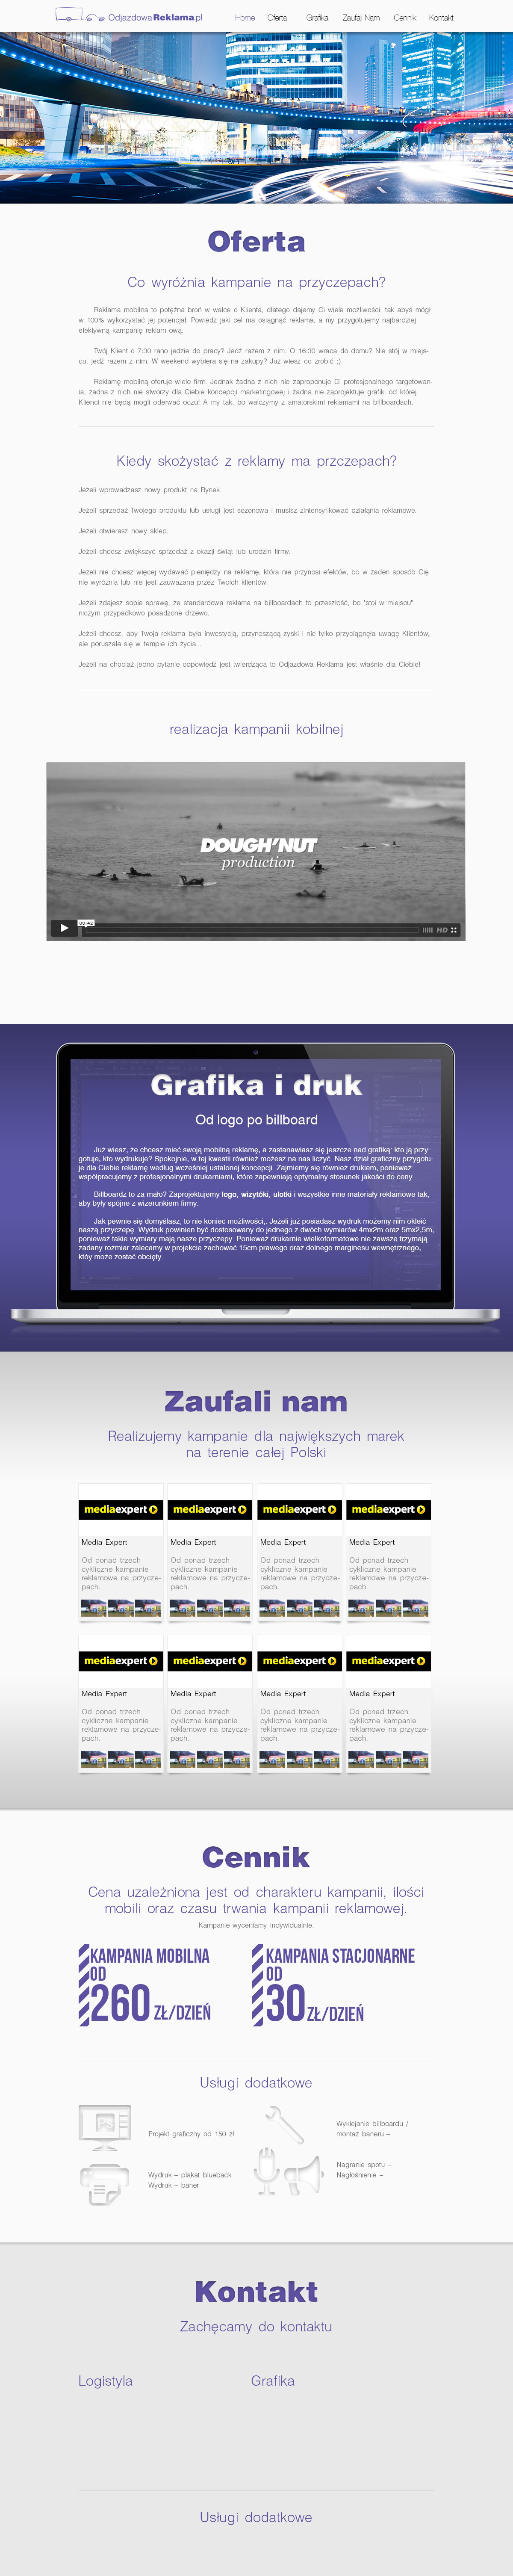 OdjazdowaReklama.pl
Home Oferta Grafika Zaufali Nam Cennik Kontakt
Oferta
Co wyróżnia kampanie na przyczepach?
Reklama mobilna to potężna broń w walce o Klienta, dlatego dajemy Ci wiele możliwości, tak abyś mógł
w 100% wykorzystać jej potencjał. Powiedz jaki cel ma osiągnąć reklama, a my przygotujemy najbardziej
efektywną kampanię reklam ową.
Twój Klient o 7:30 rano jedzie do pracy? Jedź razem z nim. O 16:30 wraca do domu? Nie stój w miejs-
cu, jedź razem z nim. W weekend wybiera się na zakupy? Już wiesz co zrobić ;)
Reklamę mobilną oferuje wiele firm. Jednak żadna z nich nie zaproponuje Ci profesjonalnego targetowan-
ia, żadna z nich nie stworzy dla Ciebie koncepcji marketingowej i żadna nie zaprojektuje grafiki od której
Klienci nie będą mogli oderwać oczu! A my tak, bo walczymy z amatorskimi reklamami na billboardach.
Kiedy skożystać z reklamy ma przczepach?
Jeżeli wprowadzasz nowy produkt na Rynek.
Jeżeli sprzedaż Twojego produktu lub usługi jest sezonowa i musisz zintensyfikować działania reklamowe.
Jeżeli otwierasz nowy sklep.
Jeżeli chcesz zwiększyć sprzedaż z okazji świąt lub urodzin firmy.
Jeżeli nie chcesz więcej wydawać pieniędzy na reklamę, która nie przynosi efektów, bo w żaden sposób Cię
nie wyróżnia lub nie jest zauważana przez Twoich klientów.
Jeżeli zdajesz sobie sprawę, że standardowa reklama na billboardach to przeszłość, bo "stoi w miejscu"
niczym przypadkowo posadzone drzewo.
Jeżeli chcesz, aby Twoja reklama była inwestycją, przynoszącą zyski i nie tylko przyciągnęła uwagę Klientów,
ale poruszała się w tempie ich życia...
Jeżeli na chociaż jedno pytanie odpowiedź jest twierdząca to Odjazdowa Reklama jest właśnie dla Ciebie!
realizacja kampanii kobilnej
DOUGH'NUT
production
00:42
HD
Grafika i druk
Od logo po billboard
Już wiesz, że chcesz mieć swoją mobilną reklamę, a zastanawiasz się jeszcze nad grafiką: kto ją przy-
gotuje, kto wydrukuje? Spokojnie, w tej kwestii również możesz na nas liczyć. Nasz dział graficzny przygotu-
je dla Ciebie reklamę według wcześniej ustalonej koncepcji. Zajmiemy się również drukiem, ponieważ
współpracujemy z profesjonalnymi drukarniami, które zapewniają optymalny stosunek jakości do ceny.
Billboardz to za mało? Zaprojektujemy logo, wizytóki, ulotki i wszystkie inne materiały reklamowe tak,
aby były spójne z wizerunkiem firmy.
Jak pewnie się domyślasz, to nie koniec możliwości;. Jeżeli już posiadasz wydruk możemy nim okleić
naszą przyczepę. Wydruk powinien być dostosowany do jednego z dwóch wymiarów 4mx2m oraz 5mx2,5m,
ponieważ takie wymiary mają nasze przyczepy. Ponieważ drukarnie wielkoformatowe nie zawsze trzymają
zadany rozmiar zalecamy w projekcie zachować 15cm prawego oraz dolnego marginesu wewnętrznego,
któy może zostać obcięty.
Zaufali nam
Realizujemy kampanie dla największych marek
na terenie całej Polski
mediaexpert mediaexpert mediaexpert mediaexpert
Media Expert Media Expert Media Expert Media Expert
Od ponad trzech Od ponad trzech Od ponad trzech Od ponad trzech
cykliczne kampanie cykliczne kampanie cykliczne kampanie cykliczne kampanie
reklamowe na przycze- reklamowe na przycze- reklamowe na przycze- reklamowe na przycze-
pach. pach. pach. pach.
mediaexpert mediaexpert mediaexpert mediaexpert
Media Expert Media Expert Media Expert Media Expert
Od ponad trzech Od ponad trzech Od ponad trzech Od ponad trzech
cykliczne kampanie cykliczne kampanie cykliczne kampanie cykliczne kampanie
reklamowe na przycze- reklamowe na przycze- reklamowe na przycze- reklamowe na przycze-
pach. pach. pach. pach.
Cennik
Cena uzależniona jest od charakteru kampanii, ilości
mobili oraz czasu trwania kampanii reklamowej.
Kampanie wyceniamy indywidualnie.
KAMPANIA MOBILNA
OD
260 ZŁ/DZIEŃ
KAMPANIA STACJONARNE
OD
30 ZŁ/DZIEŃ
Usługi dodatkowe
Ps
Projekt graficzny od 150 zł
Wyklejanie billboardu /
montaż baneru –
Wydruk – plakat blueback
Wydruk – baner
Nagranie spotu –
Nagłośnienie –
Kontakt
Zachęcamy do kontaktu
Logistyla Grafika
Usługi dodatkowe